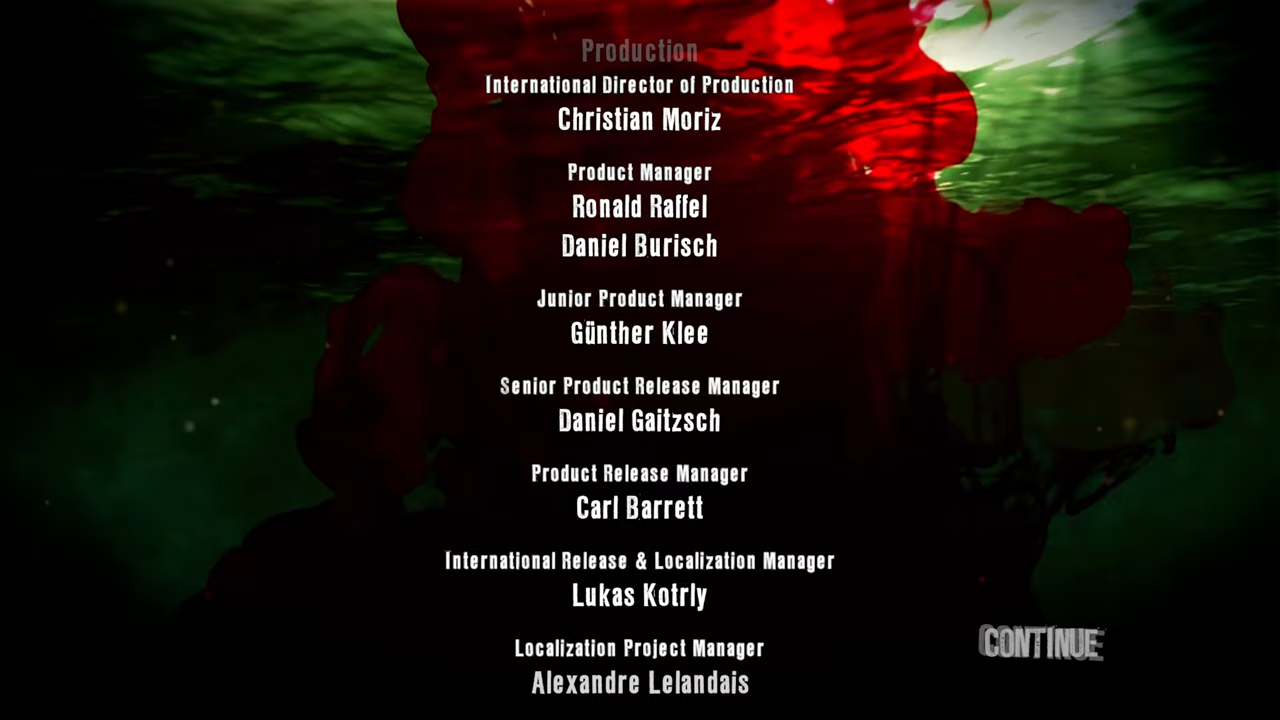 Production
International Director of Production
Christian Moriz
Product Manager
Ronald Raffel
Daniel Burisch
Junior Product Manager
Günther Klee
Senior Product Release Manager
Daniel Gaitzsch
Product Release Manager
Carl Barrett
International Release & Localization Manager
Lukas Kotrly
Localization Project Manager
Alexandre Lelandais
CONTINUE